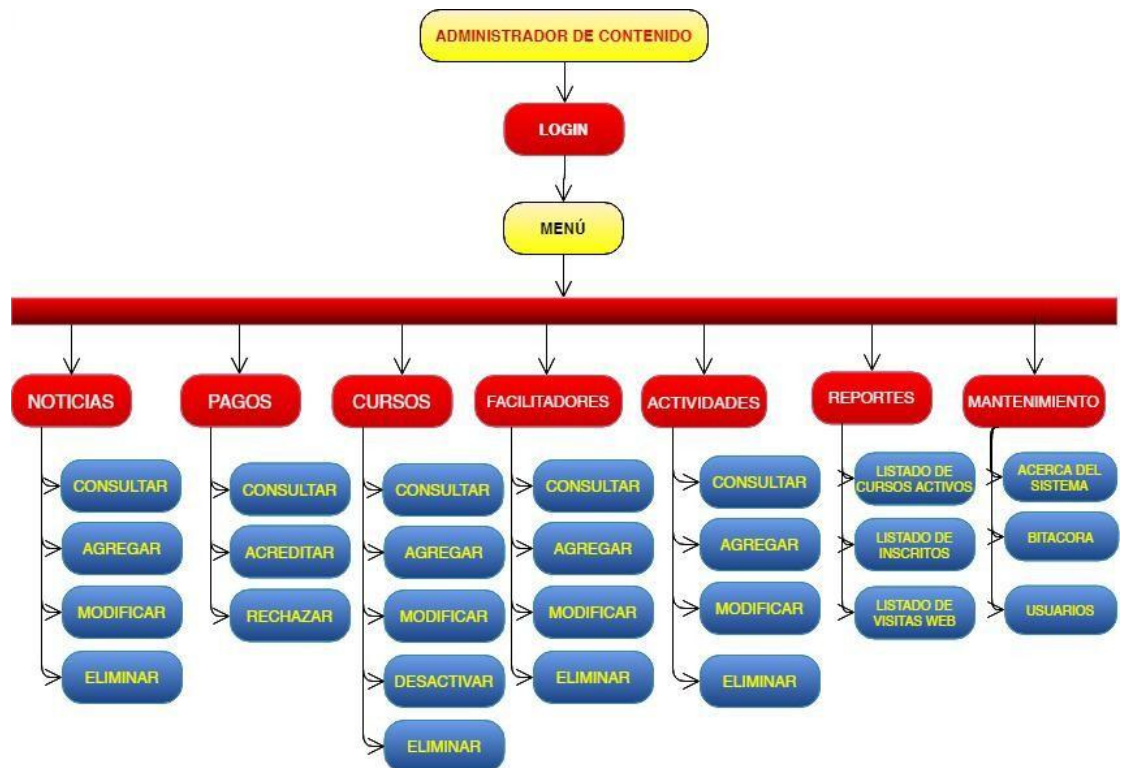 ADMINISTRADOR DE CONTENIDO
LOGIN
MENÚ
NOTICIAS
CONSULTAR
AGREGAR
MODIFICAR
ELIMINAR
PAGOS
CONSULTAR
ACREDITAR
RECHAZAR
CURSOS
CONSULTAR
AGREGAR
MODIFICAR
DESACTIVAR
ELIMINAR
FACILITADORES
CONSULTAR
AGREGAR
MODIFICAR
ELIMINAR
ACTIVIDADES
CONSULTAR
AGREGAR
MODIFICAR
ELIMINAR
REPORTES
LISTADO DE
CURSOS ACTIVOS
LISTADO DE
INSCRITOS
LISTADO DE
VISITAS WEB
MANTENIMIENTO
ACERCA DEL
SISTEMA
BITACORA
USUARIOS